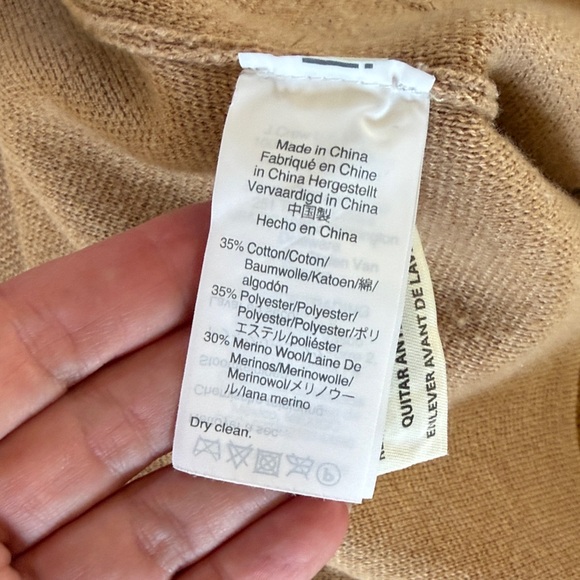 Made in China
Fabriqué en Chine
in China Hergestellt
Vervaardigd in China
中国製
Hecho en China
35% Cotton/Coton/
Baumwolle/Katoen/綿/
algodón
35% Polyester/Polyester/
Polyester/Polyester/ポリ
エステル/poliéster
30% Merino Wool/Laine De
Merinos/Merinowolle/
Merinowol/メリノウー
ル/lana merino
Dry clean.
P
QUITAR AN
ENLEVER AVANT DE LAV